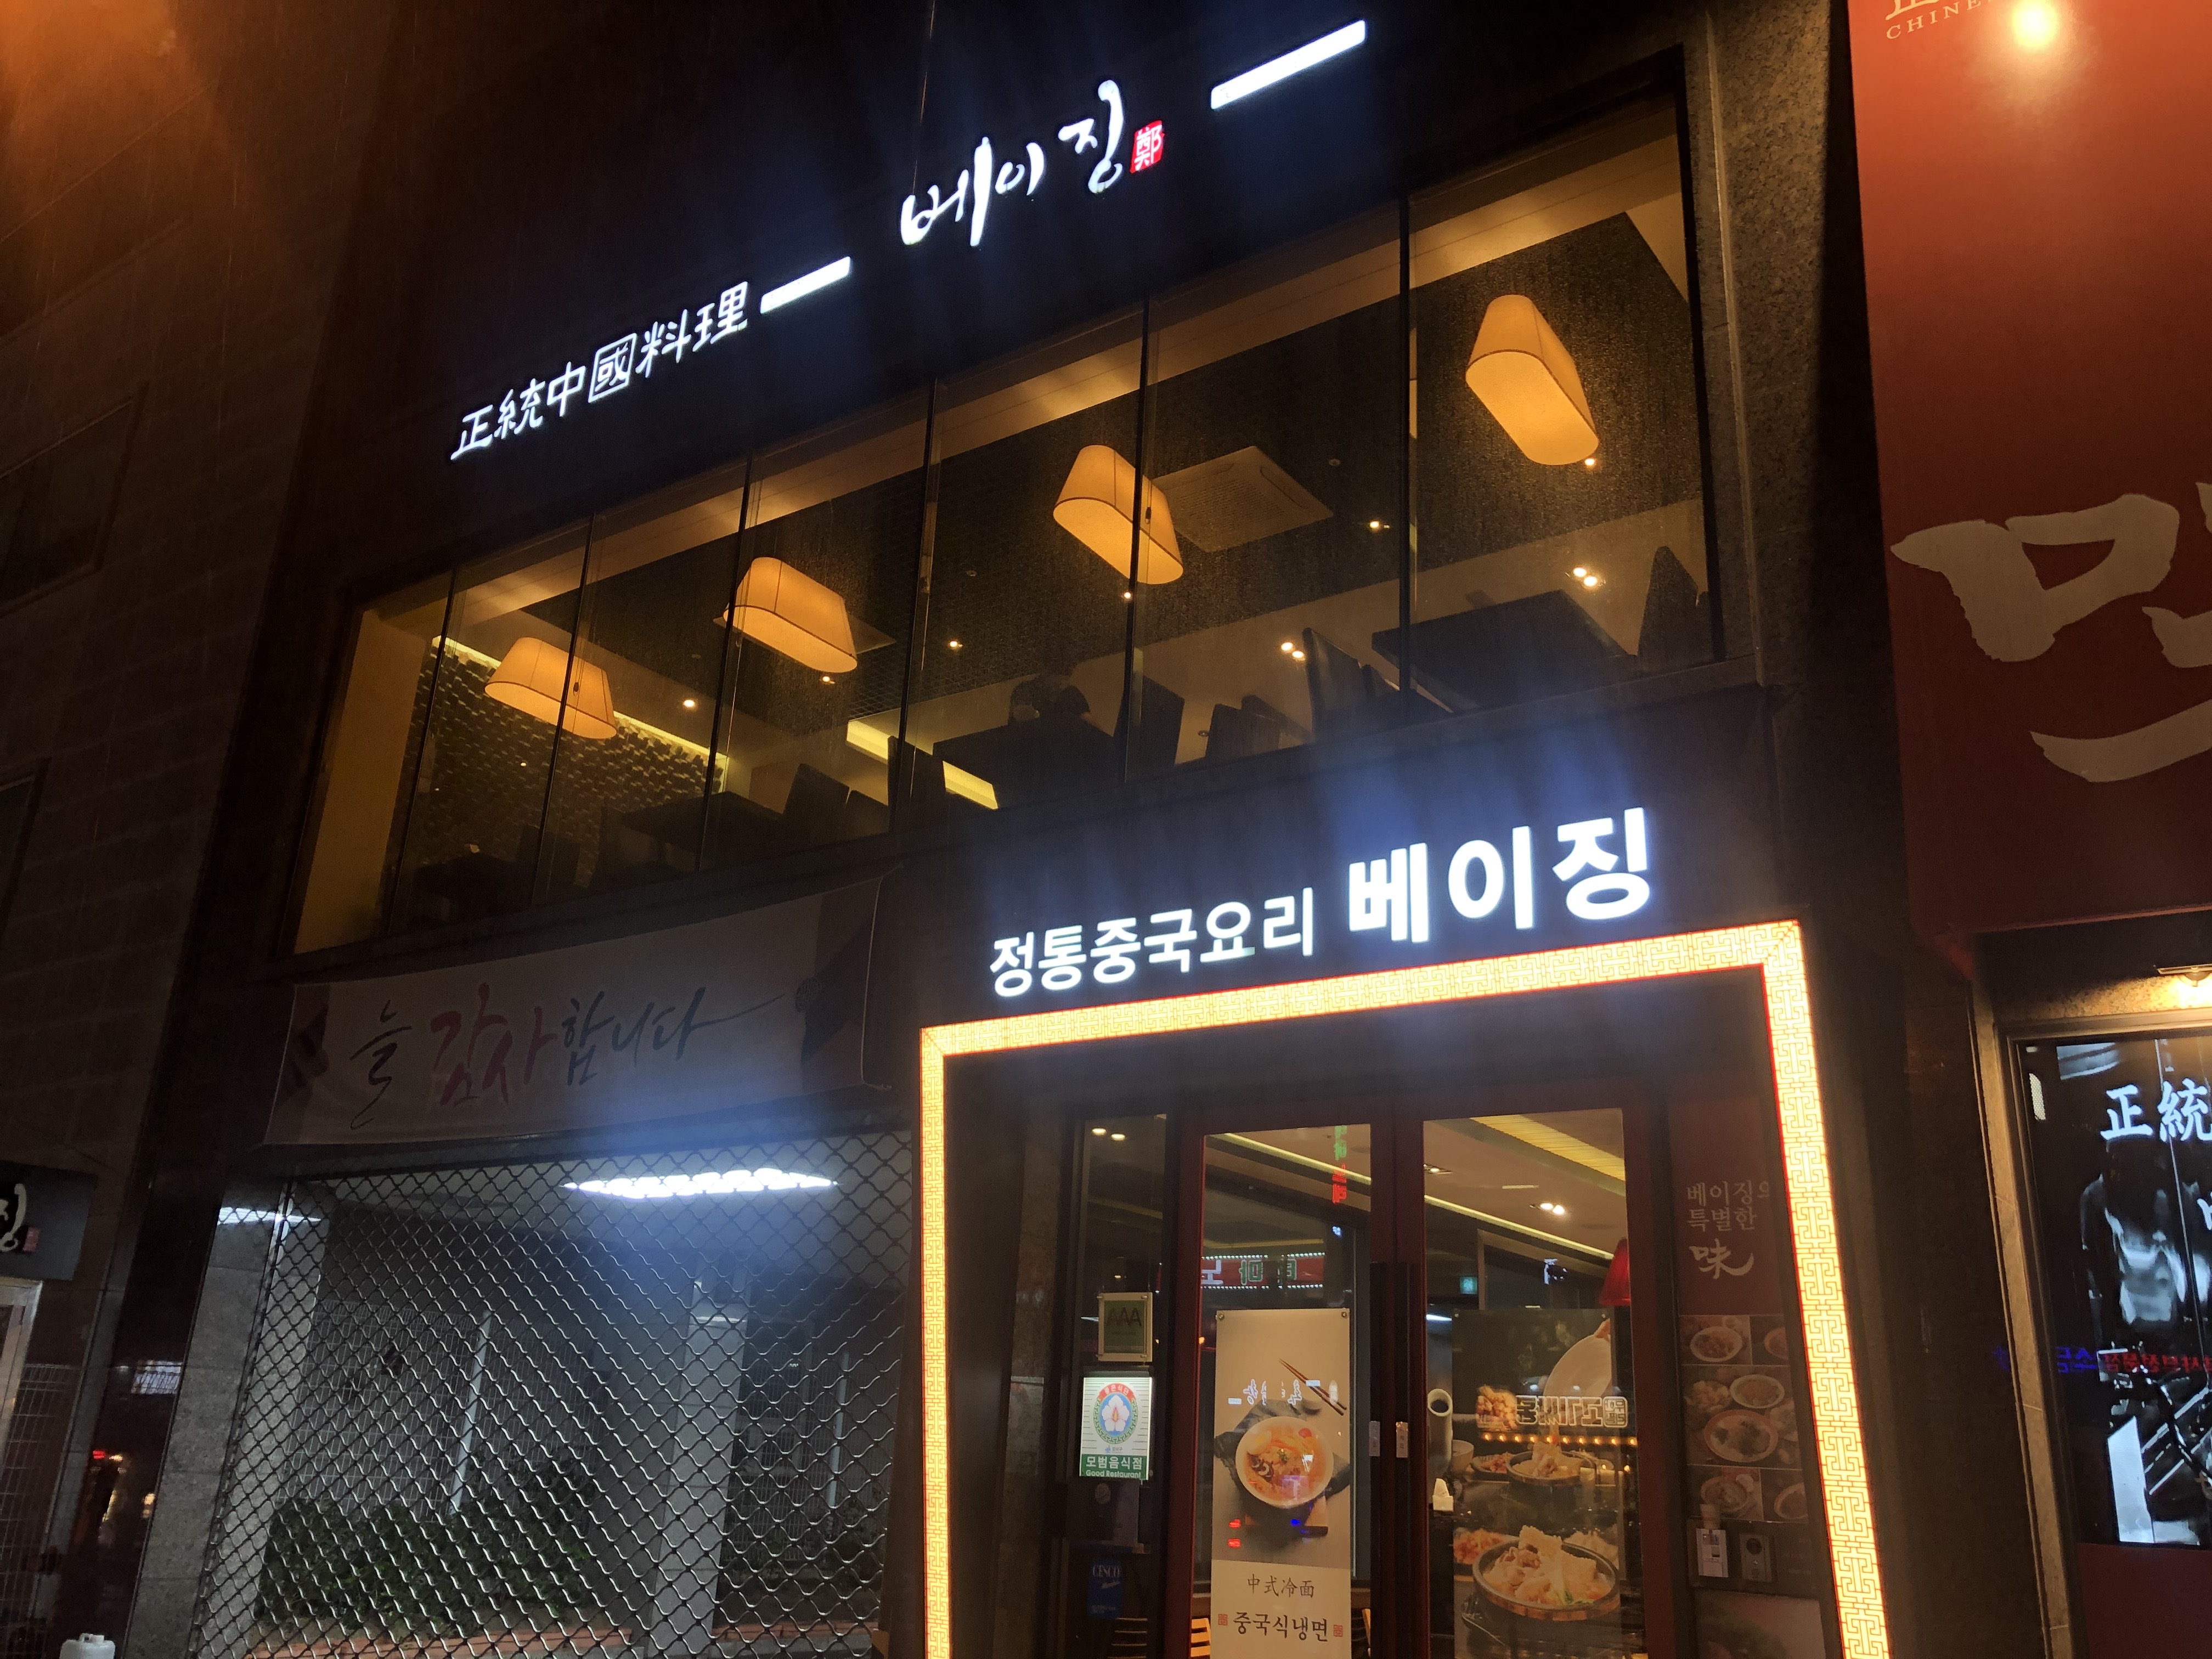 베이징 鄭
正統中國料理
정통중국요리 베이징
늘 감사합니다
正統
베이징의
특별한
味
모범음식점
Good Restaurant
CESCO
中式冷面
중국식냉면